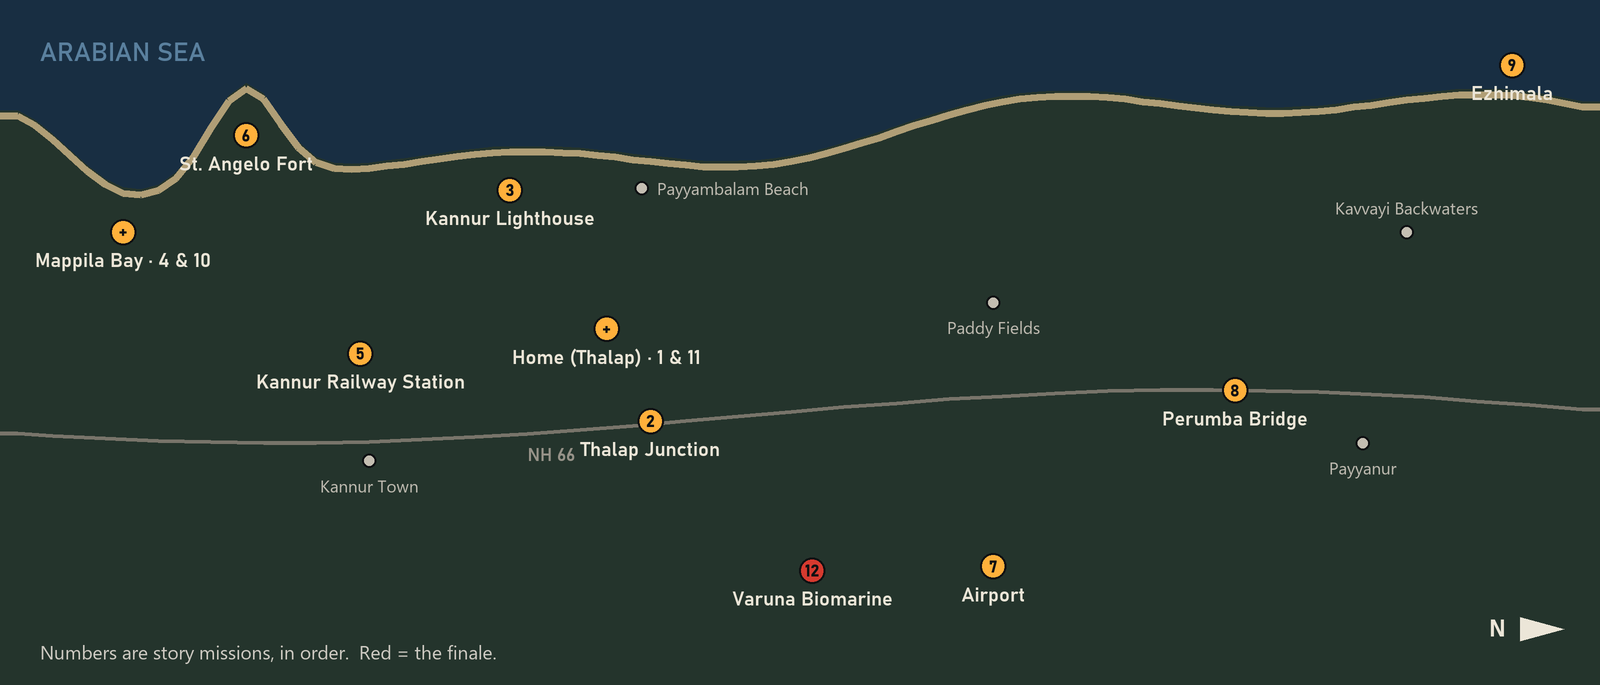 ARABIAN SEA
9
Ezhimala
6
St. Angelo Fort
3
Kannur Lighthouse
Payyambalam Beach
Kavvayi Backwaters
+
Mappila Bay · 4 & 10
Paddy Fields
+
Home (Thalap) · 1 & 11
5
Kannur Railway Station
8
Perumba Bridge
2
NH 66 Thalap Junction
Payyanur
Kannur Town
12
Varuna Biomarine
7
Airport
N
Numbers are story missions, in order.  Red = the finale.